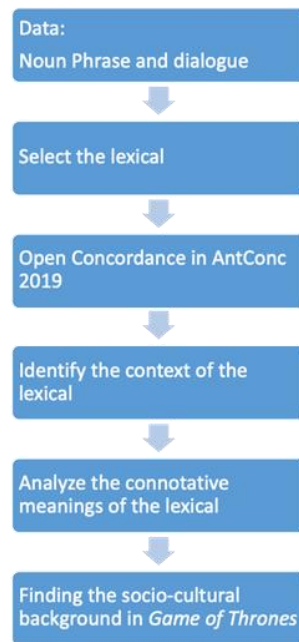 Data:
Noun Phrase and dialogue
Select the lexical
Open Concordance in AntConc
2019
Identify the context of the
lexical
Analyze the connotative
meanings of the lexical
Finding the socio-cultural
background in Game of Thrones